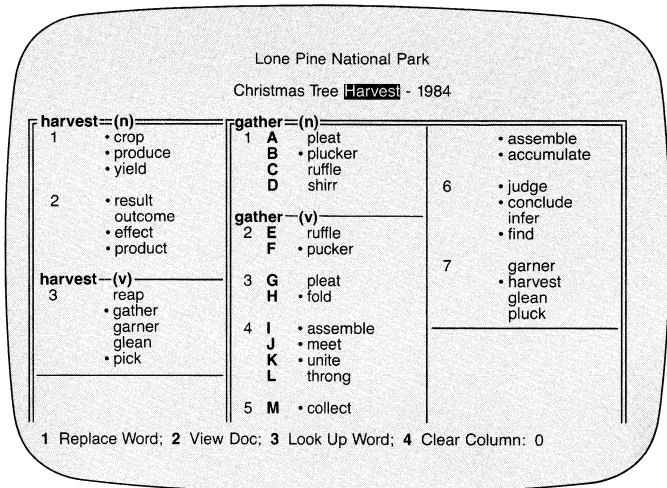 Lone Pine National Park
Christmas Tree Harvest - 1984
harvest=(n)
1 • crop
• produce
• yield
2 • result
outcome
• effect
• product
harvest—(v)
3 reap
• gather
garner
glean
• pick
gather=(n)
1 A pleat
B • plucker
C ruffle
D shirr
gather—(v)
2 E ruffle
F • pucker
3 G pleat
H • fold
4 I • assemble
J • meet
K • unite
L throng
5 M • collect
• assemble
• accumulate
6 • judge
• conclude
infer
• find
7 garner
• harvest
glean
pluck
1 Replace Word; 2 View Doc; 3 Look Up Word; 4 Clear Column: 0